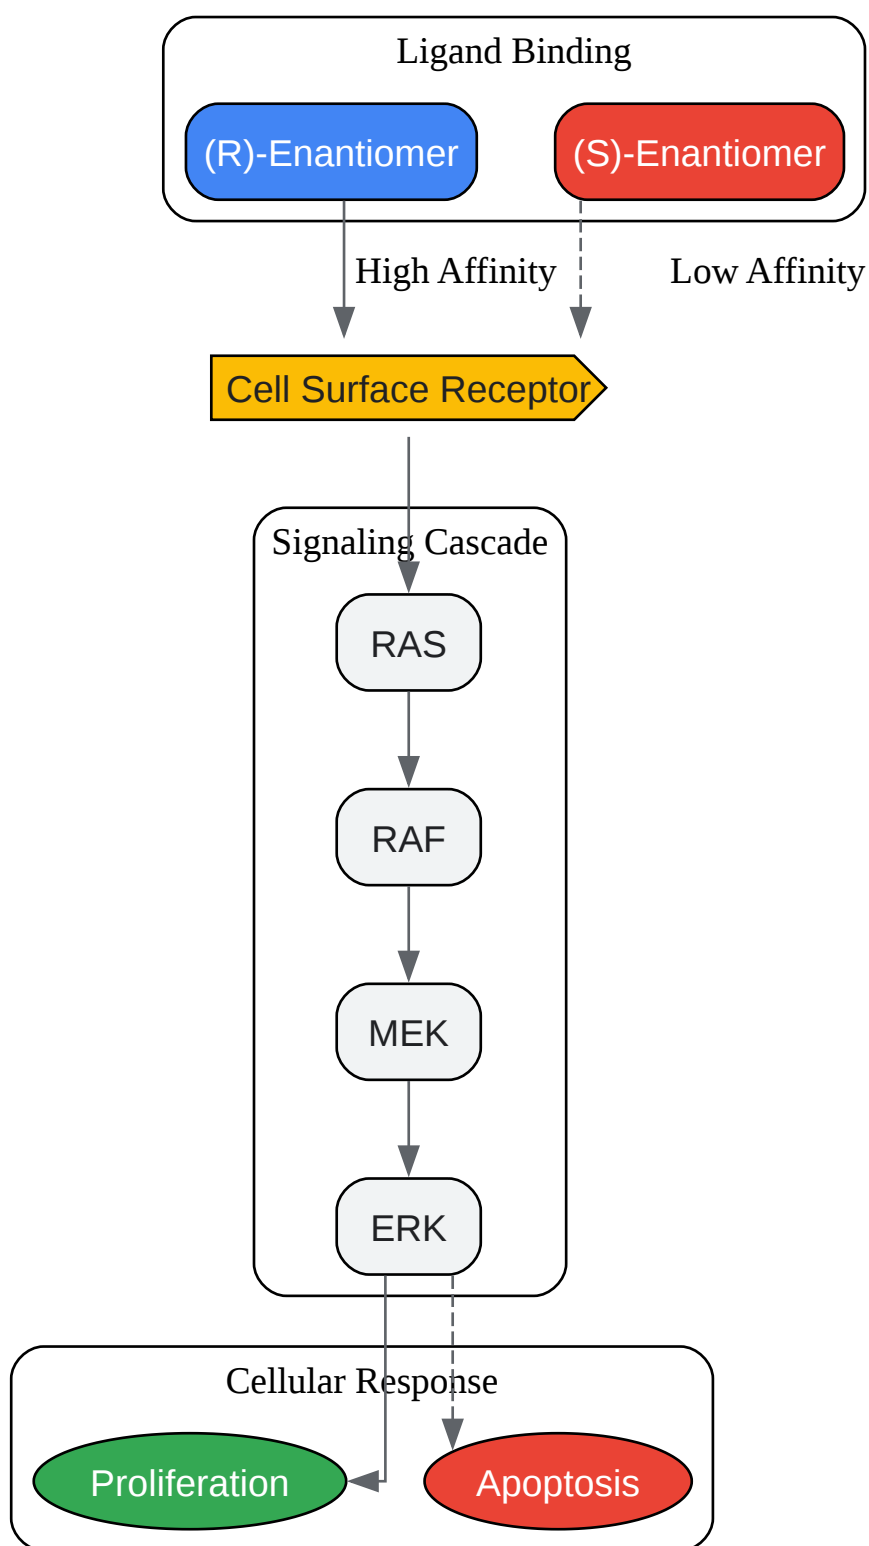 Ligand Binding
(R)-Enantiomer
(S)-Enantiomer
High Affinity
Low Affinity
Cell Surface Receptor
Signaling Cascade
RAS
RAF
MEK
ERK
Cellular Response
Proliferation
Apoptosis